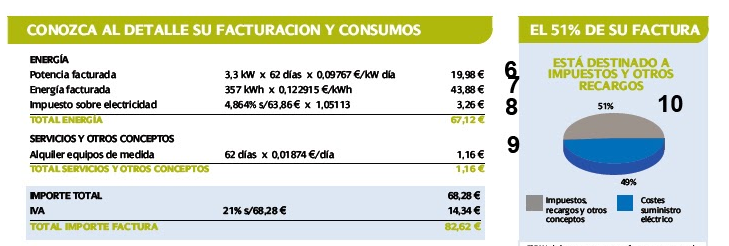 CONOZCA AL DETALLE SU FACTURACION Y CONSUMOS
ENERGÍA
Potencia facturada 3,3 kW x 62 días x 0,09767 €/kW día 19,98 €
Energía facturada 357 kWh x 0,122915 €/kWh 43,88 €
Impuesto sobre electricidad 4,864% s/63,86 € x 1,05113 3,26 €
TOTAL ENERGÍA 67,12 €
SERVICIOS Y OTROS CONCEPTOS
Alquiler equipos de medida 62 días x 0,01874 €/día 1,16 €
TOTAL SERVICIOS Y OTROS CONCEPTOS 1,16 €
IMPORTE TOTAL 68,28 €
IVA 21% s/68,28 € 14,34 €
TOTAL IMPORTE FACTURA 82,62 €
6
7
8
9
EL 51% DE SU FACTURA
ESTÁ DESTINADO A
IMPUESTOS Y OTROS
RECARGOS
51% 10
49%
Impuestos,
recargos y otros
conceptos
Costes
suministro
eléctrico